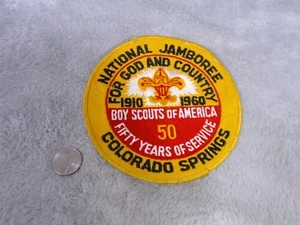 NATIONAL JAMBOREE
FOR GOD AND COUNTRY
1910 1960
BOY SCOUTS OF AMERICA
50
FIFTY YEARS OF SERVICE
COLORADO SPRINGS